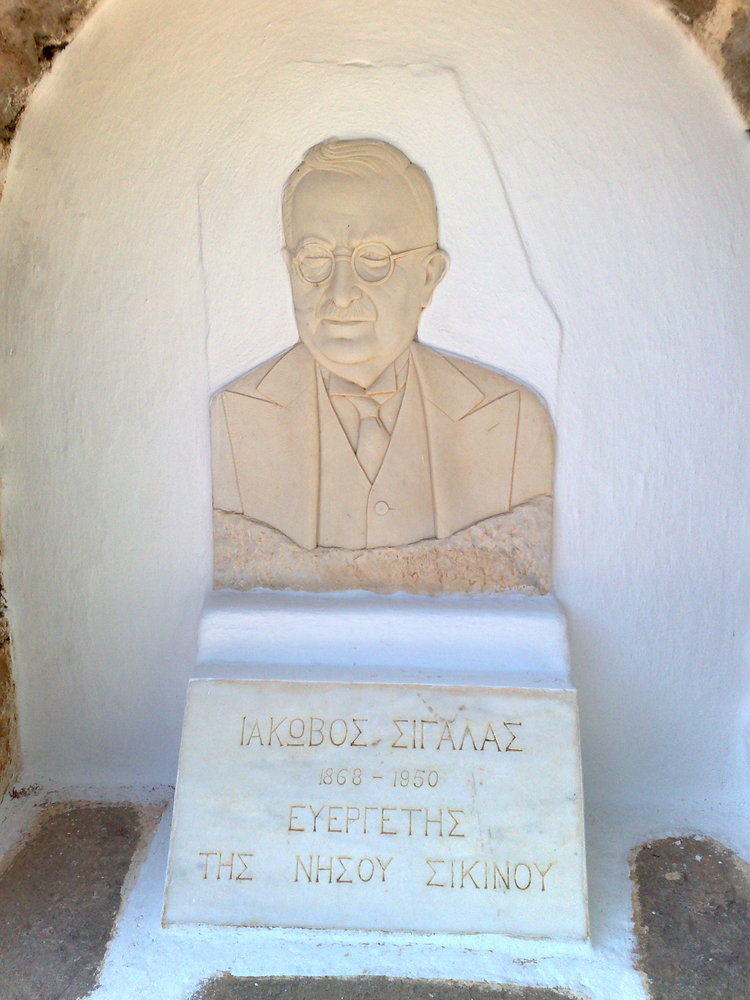 ΙΑΚΩΒΟΣ ΣΙΓΑΛΑΣ
1868 - 1950
ΕΥΕΡΓΕΤΗΣ
ΤΗΣ ΝΗΣΟΥ ΣΙΚΙΝΟΥ